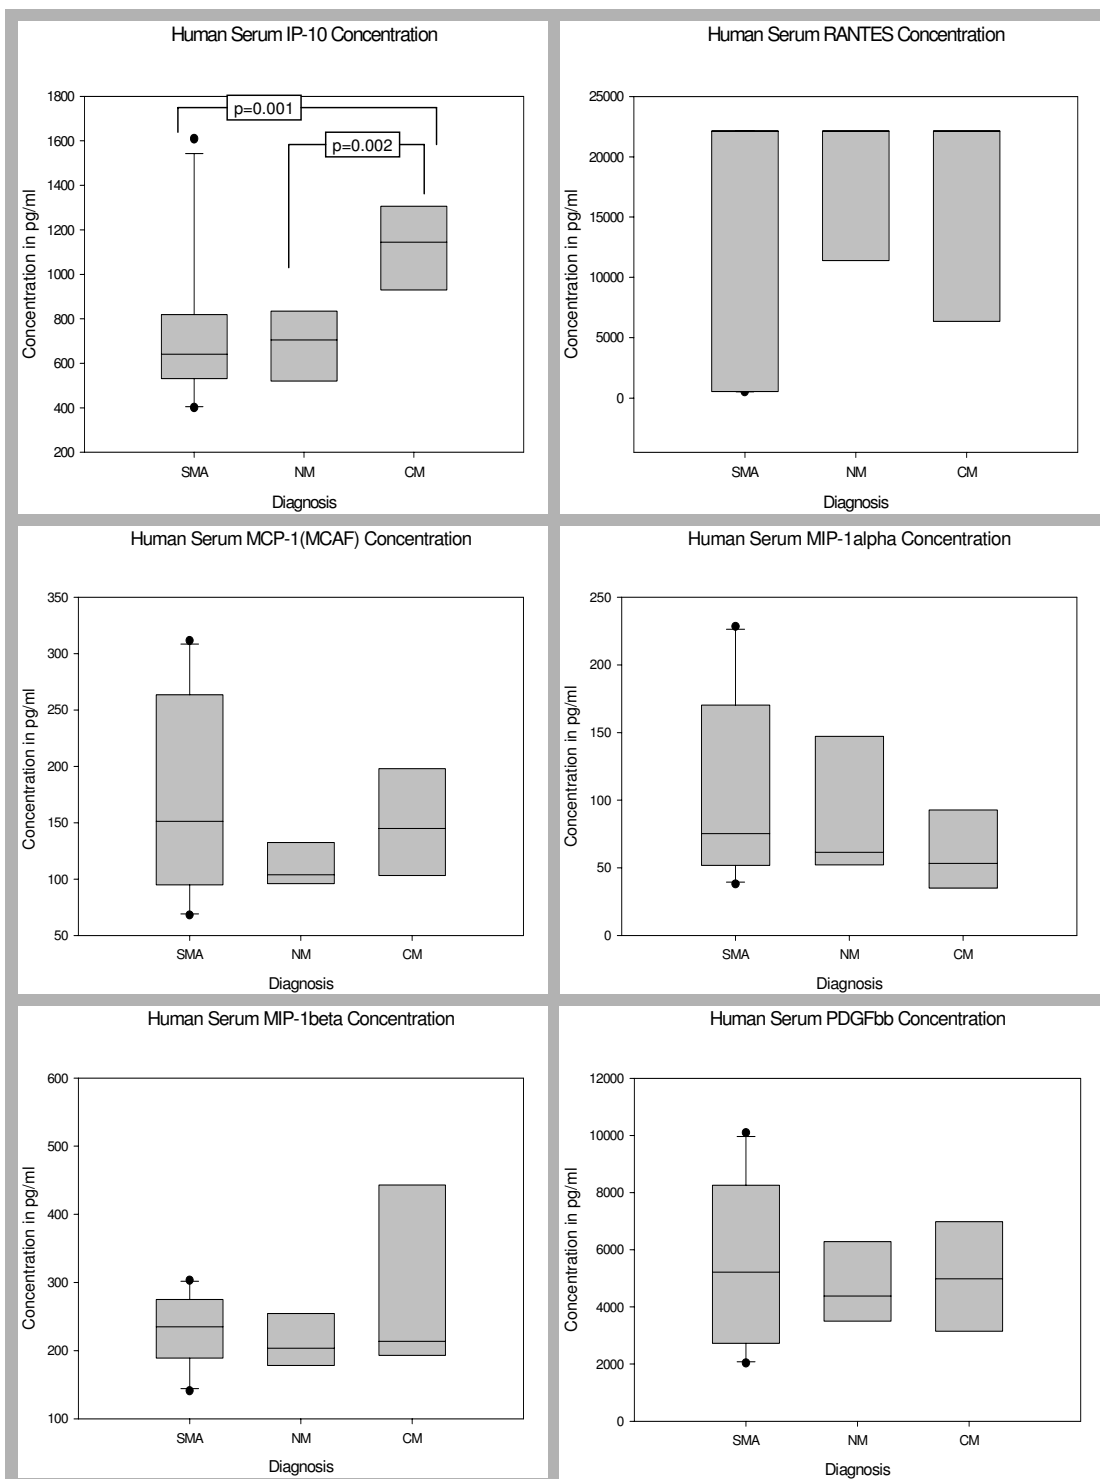 Human Serum IP-10 Concentration
Concentration in pg/ml
1800
1600
1400
1200
1000
800
600
400
200
p=0.001
p=0.002
SMA NM CM
Diagnosis
Human Serum RANTES Concentration
Concentration in pg/ml
25000
20000
15000
10000
5000
0
SMA NM CM
Diagnosis
Human Serum MCP-1(MCAF) Concentration
Concentration in pg/ml
350
300
250
200
150
100
50
SMA NM CM
Diagnosis
Human Serum MIP-1alpha Concentration
Concentration in pg/ml
250
200
150
100
50
0
SMA NM CM
Diagnosis
Human Serum MIP-1beta Concentration
Concentration in pg/ml
600
500
400
300
200
100
SMA NM CM
Diagnosis
Human Serum PDGFbb Concentration
Concentration in pg/ml
12000
10000
8000
6000
4000
2000
0
SMA NM CM
Diagnosis